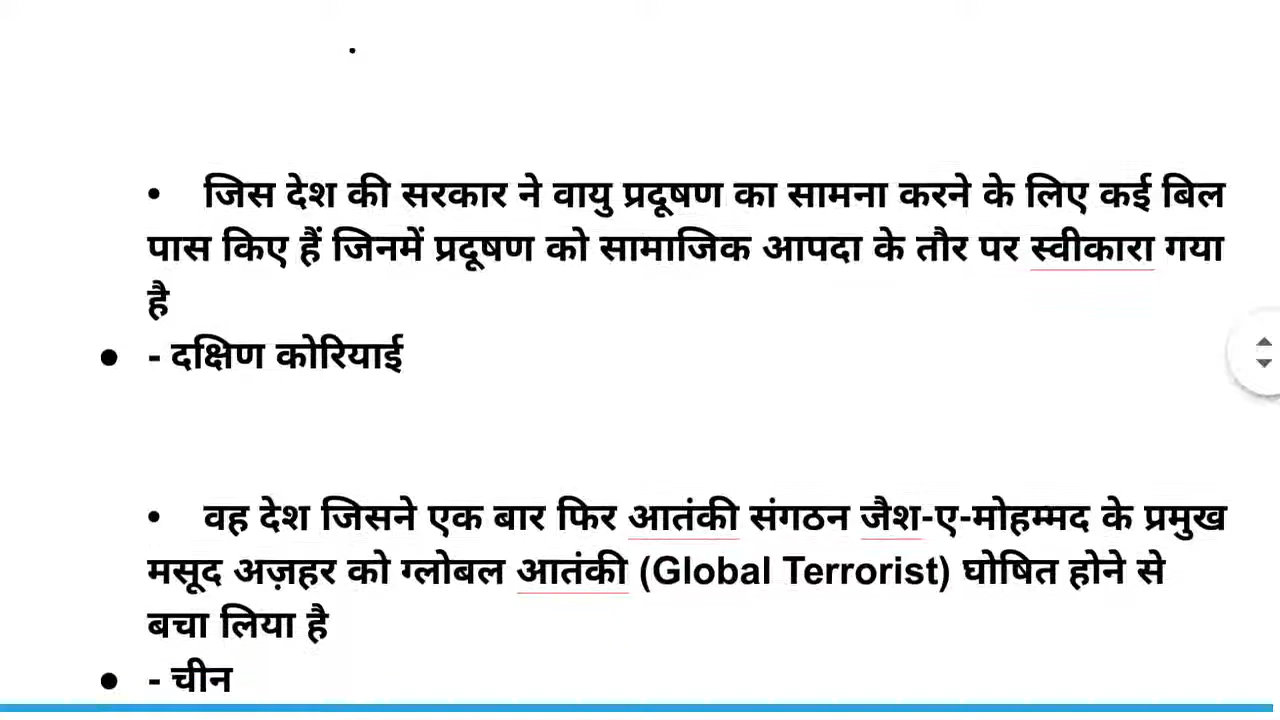 • जिस देश की सरकार ने वायु प्रदूषण का सामना करने के लिए कई बिल
पास किए हैं जिनमें प्रदूषण को सामाजिक आपदा के तौर पर स्वीकारा गया
है
● - दक्षिण कोरियाई
• वह देश जिसने एक बार फिर आतंकी संगठन जैश-ए-मोहम्मद के प्रमुख
मसूद अज़हर को ग्लोबल आतंकी (Global Terrorist) घोषित होने से
बचा लिया है
● - चीन